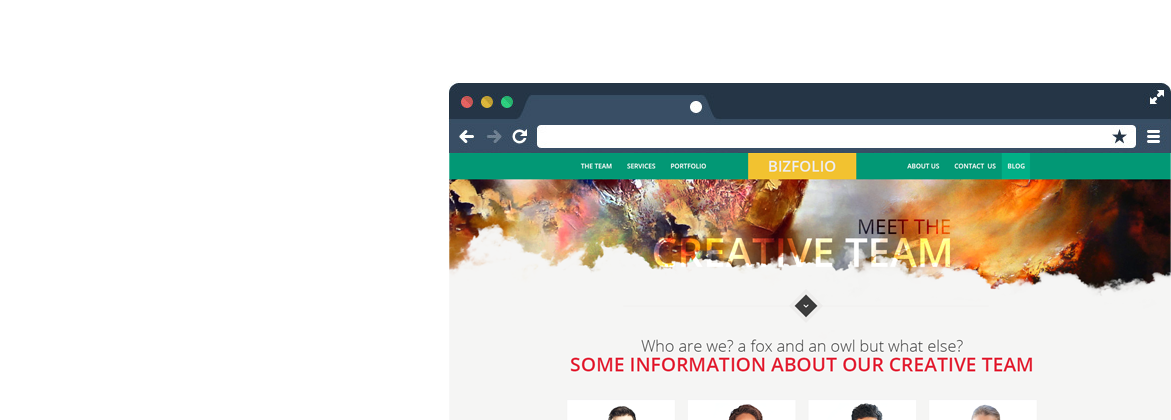 THE TEAM SERVICES PORTFOLIO BIZFOLIO ABOUT US CONTACT US BLOG
MEET THE
CREATIVE TEAM
Who are we? a fox and an owl but what else?
SOME INFORMATION ABOUT OUR CREATIVE TEAM